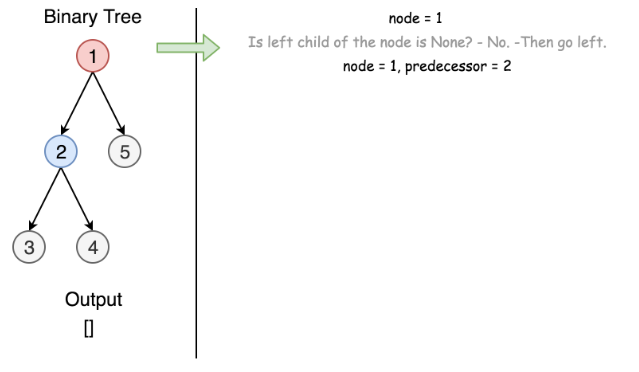 Binary Tree
1
2
5
3
4
Output
[]
node = 1
Is left child of the node is None? - No. -Then go left.
node = 1, predecessor = 2